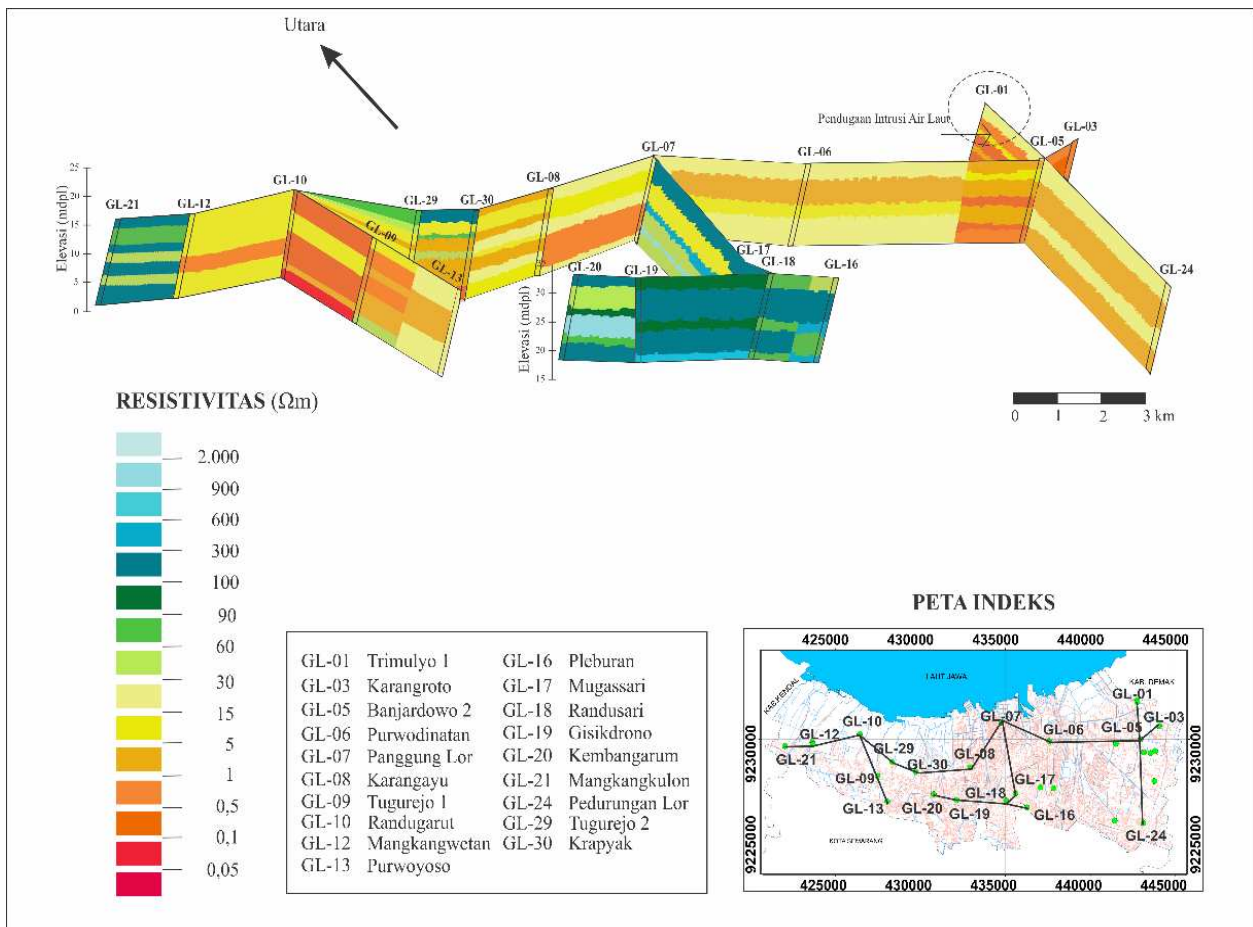 Utara
GL-01
Pendugaan Intrusi Air Laut
GL-05
GL-03
GL-07
GL-06
GL-10
GL-08
GL-29
GL-30
GL-21
GL-12
GL-09
GL-13
GL-17
GL-18
GL-16
GL-20
GL-19
GL-24
Elevasi (mdpl)
25
20
15
10
5
0
Elevasi (mdpl)
30
25
20
15
0 1 2 3 km
RESISTIVITAS (Ωm)
2.000
900
600
300
100
90
60
30
15
5
1
0,5
0,1
0,05
GL-01 Trimulyo 1
GL-03 Karangroto
GL-05 Banjardowo 2
GL-06 Purwodinatan
GL-07 Panggung Lor
GL-08 Karangayu
GL-09 Tugurejo 1
GL-10 Randugarut
GL-12 Mangkangwetan
GL-13 Purwoyoso
GL-16 Pleburan
GL-17 Mugassari
GL-18 Randusari
GL-19 Gisikdrono
GL-20 Kembangarum
GL-21 Mangkangkulon
GL-24 Pedurungan Lor
GL-29 Tugurejo 2
GL-30 Krapyak
PETA INDEKS
425000 430000 435000 440000 445000
LAUT JAWA
KAB. KENDAL
KAB. DEMAK
GL-01
GL-03
GL-10
GL-07
GL-12
GL-06
GL-05
GL-21
GL-29
GL-08
GL-30
GL-09
GL-17
GL-18
GL-13
GL-20
GL-19
GL-16
GL-24
KOTA SEMARANG
9230000
9225000
9230000
9225000
425000 430000 435000 440000 445000